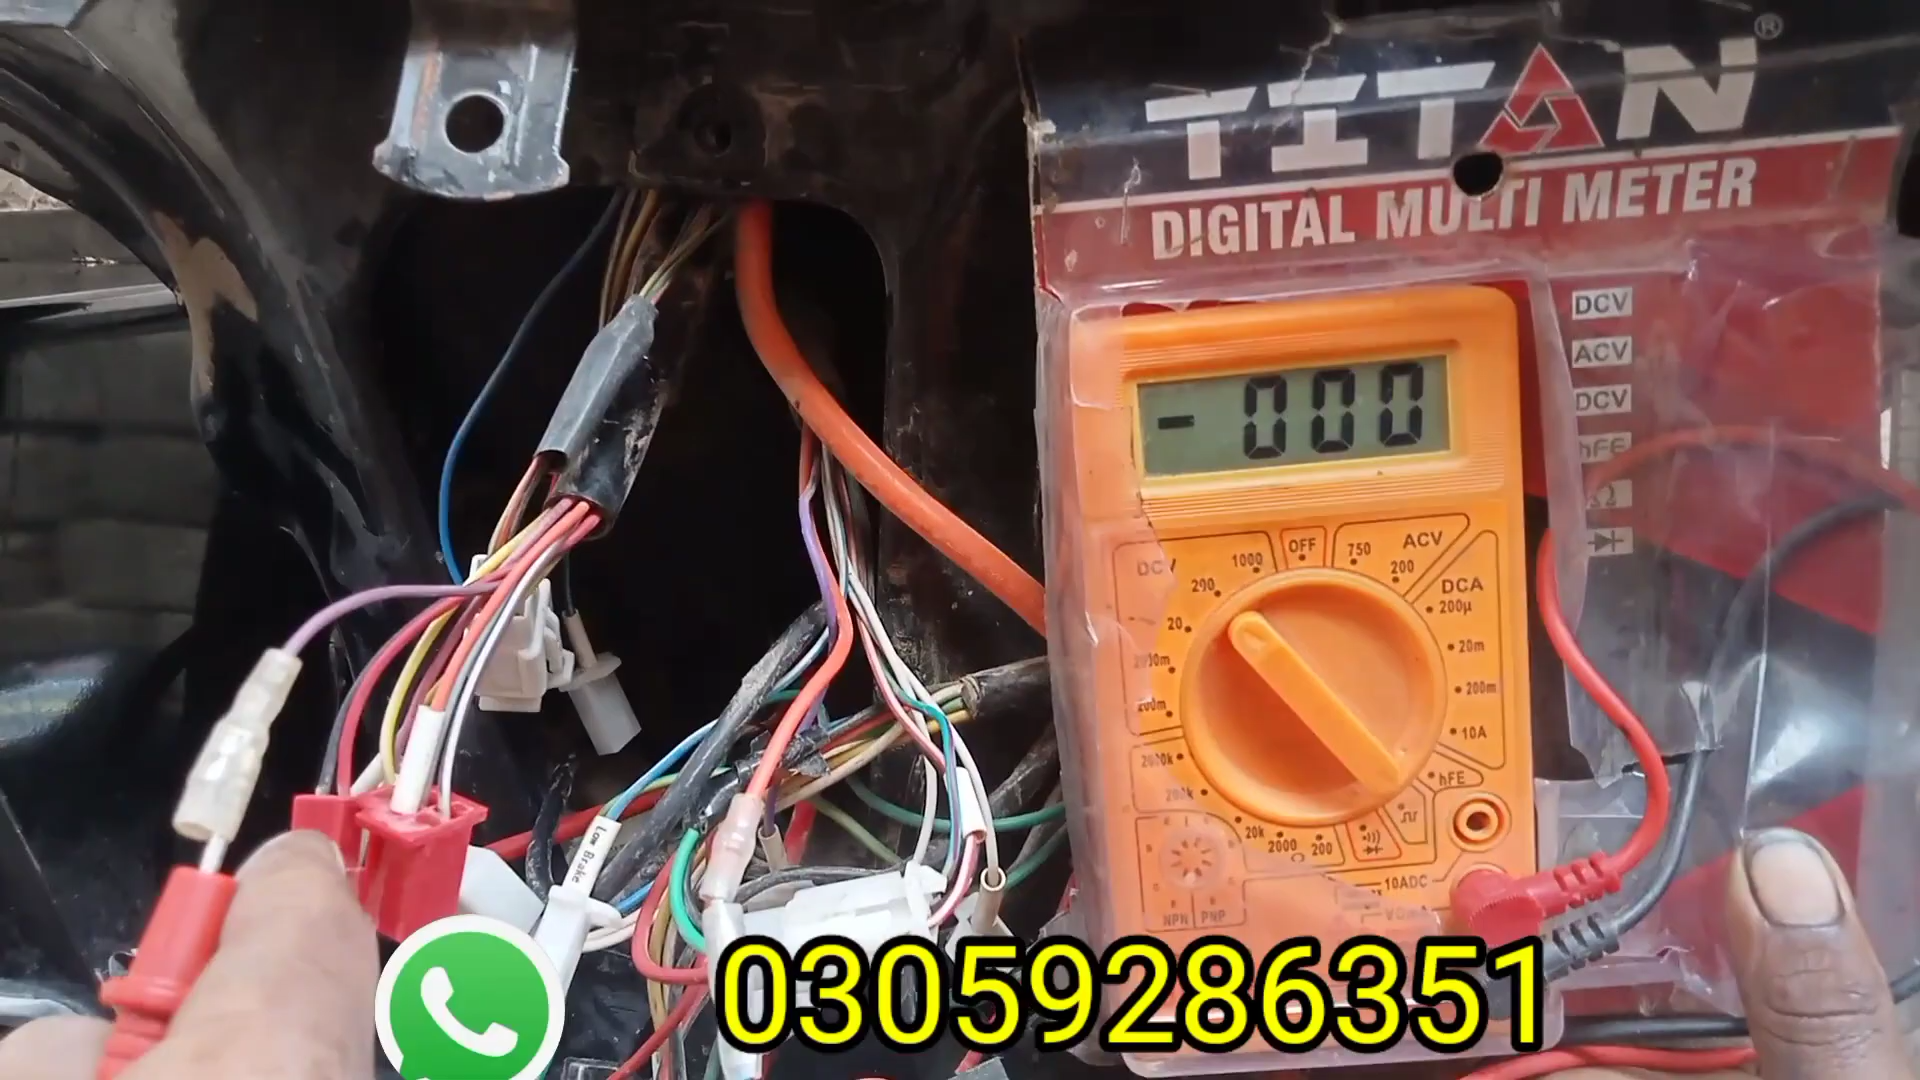 TITAN ®
DIGITAL MULTI METER
DCV
ACV
DCV
hFE
Ω
- 000
DCV
1000
OFF
750
ACV
200
200
DCA
200µ
20
20m
2000m
200m
200m
10A
2000k
hFE
200k
20k
2000
Ω
200
10ADC
NPN
PNP
Low Brake
03059286351